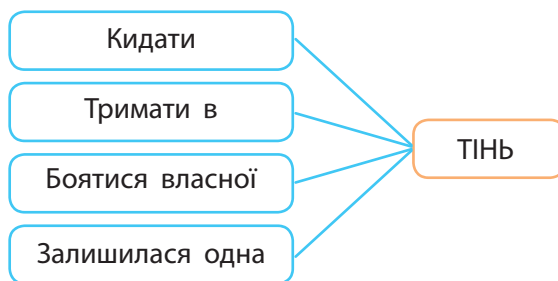 Кидати
Тримати в
Боятися власної
Залишилася одна
ТІНЬ